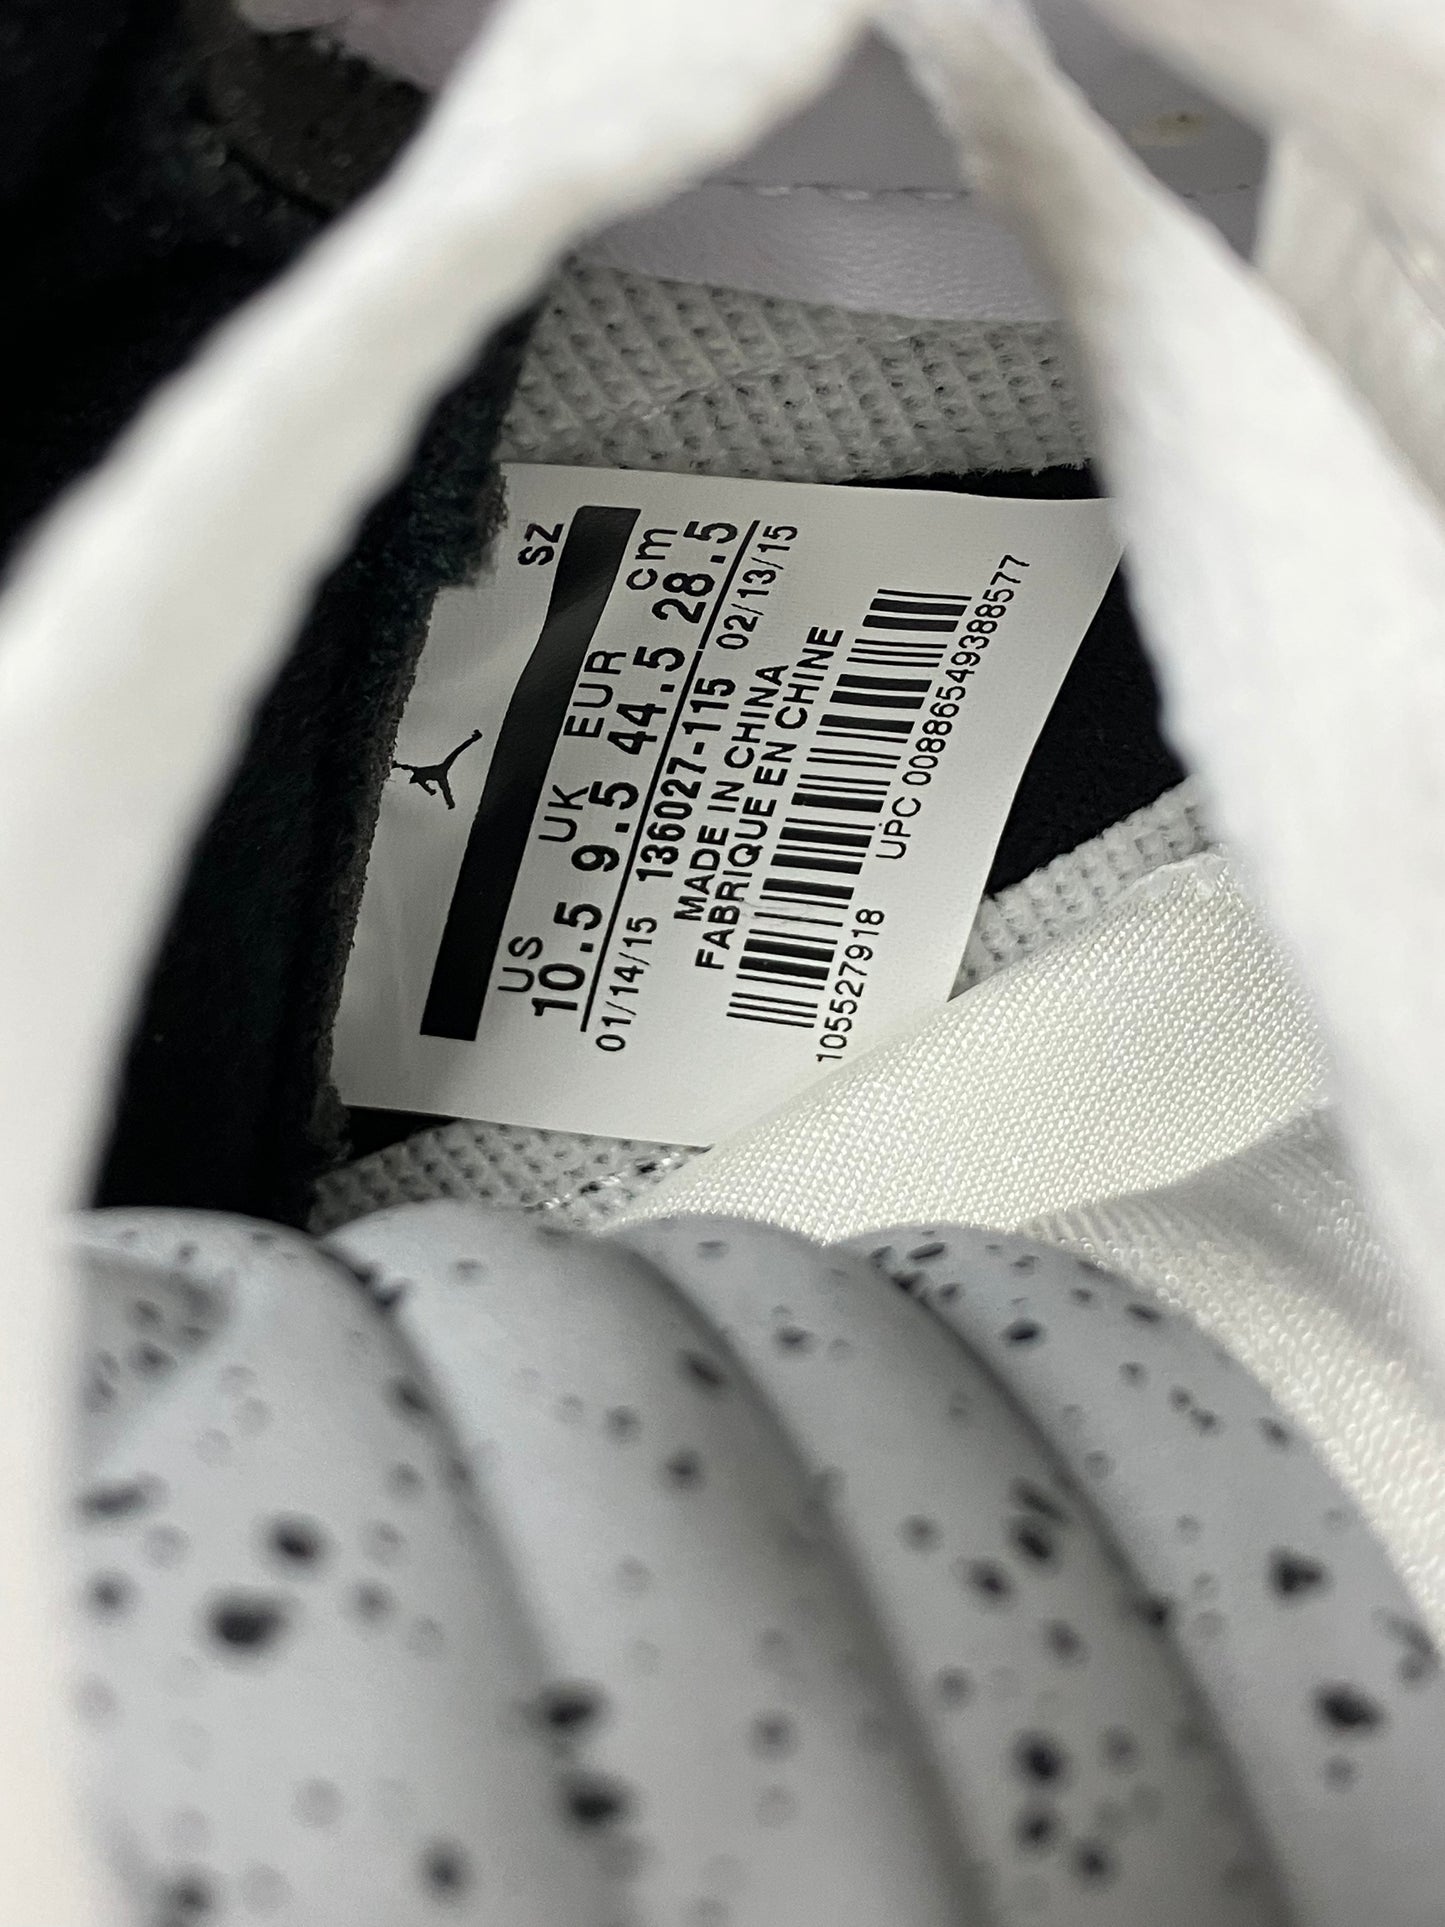 SZ
US UK EUR cm
10.5 9.5 44.5 28.5
01/14/15 136027-115 02/13/15
MADE IN CHINA
FABRIQUE EN CHINE
105527918 UPC 00886549388577